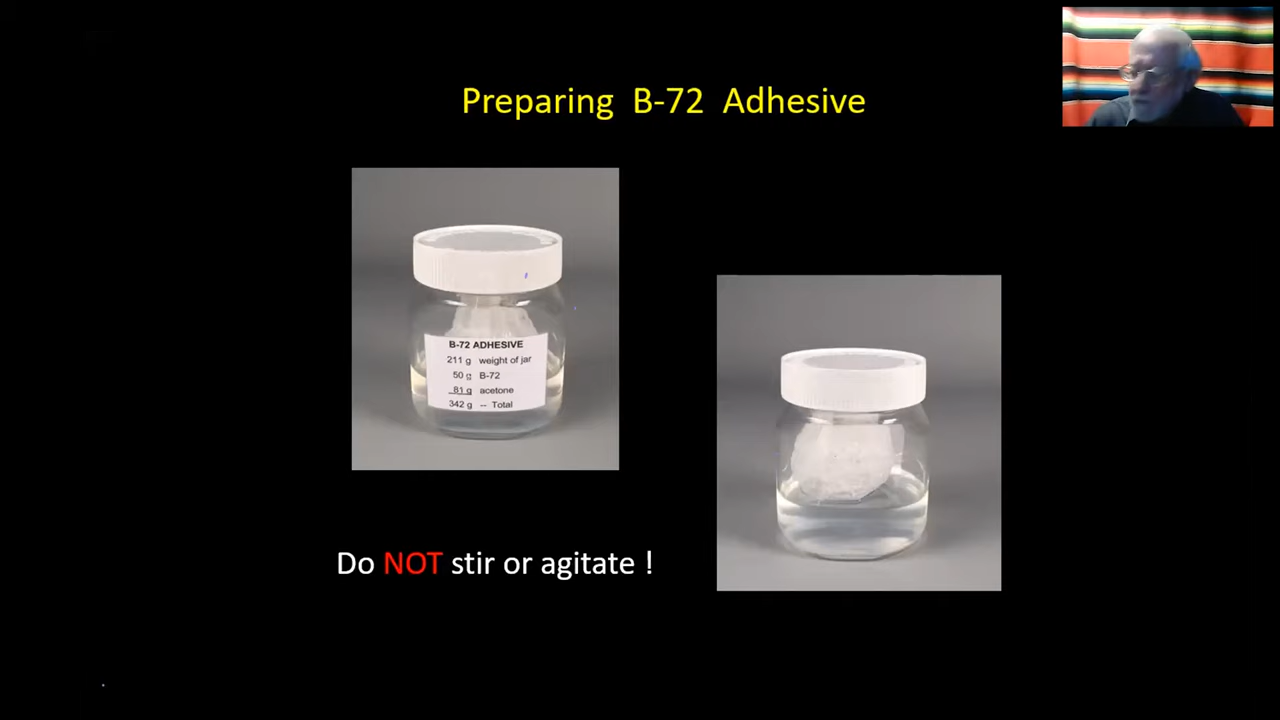 Preparing B-72 Adhesive
B-72 ADHESIVE
211 g weight of jar
50 g B-72
81 g acetone
342 g -- Total
Do NOT stir or agitate !